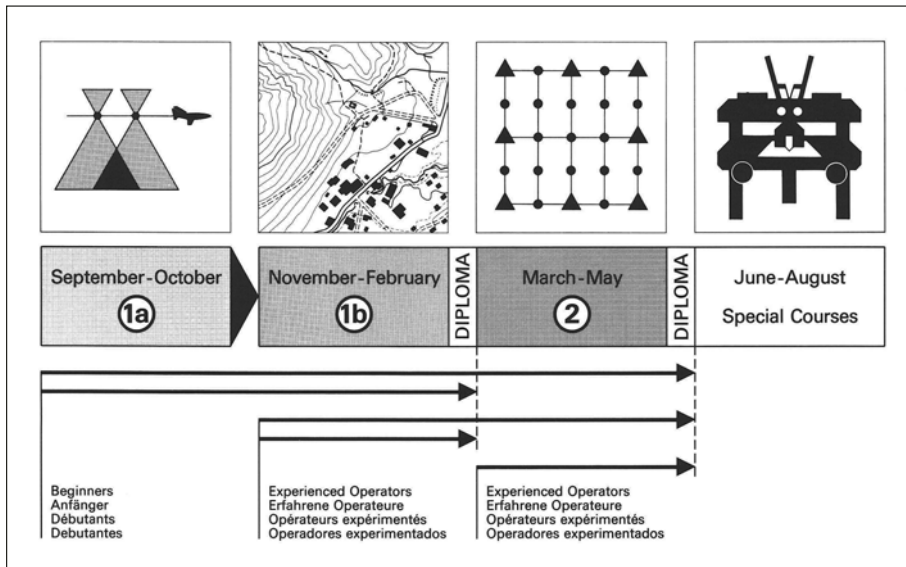 September-October
1a
November-February
1b
DIPLOMA
March-May
2
DIPLOMA
June-August
Special Courses
Beginners
Anfänger
Débutants
Debutantes
Experienced Operators
Erfahrene Operateure
Opérateurs expérimentés
Operadores experimentados
Experienced Operators
Erfahrene Operateure
Opérateurs expérimentés
Operadores experimentados